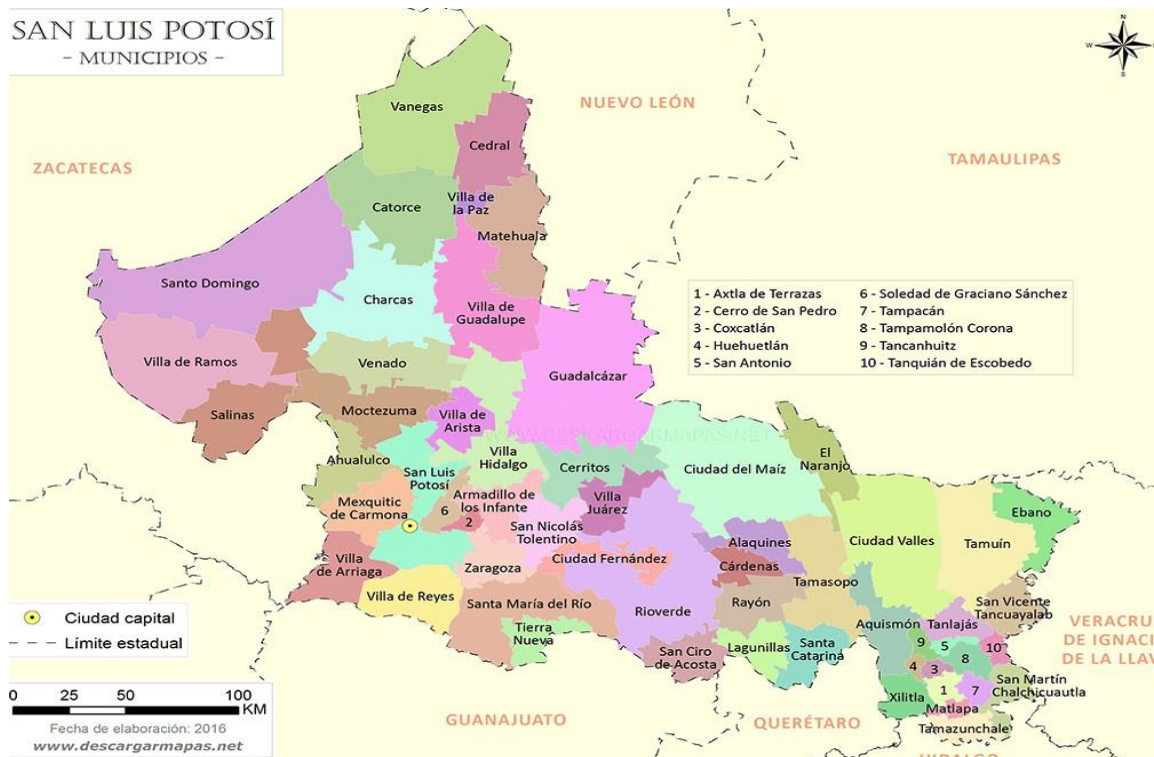 SAN LUIS POTOSÍ
- MUNICIPIOS -
N
W
S
NUEVO LEÓN
ZACATECAS
TAMAULIPAS
Vanegas
Cedral
Villa de
la Paz
Catorce
Matehuala
Santo Domingo
Charcas
Villa de
Guadalupe
1 - Axtla de Terrazas
2 - Cerro de San Pedro
3 - Coxcatlán
4 - Huehuetlán
5 - San Antonio
6 - Soledad de Graciano Sánchez
7 - Tampacán
8 - Tampamolón Corona
9 - Tancanhuitz
10 - Tanquián de Escobedo
Villa de Ramos
Venado
Guadalcázar
Salinas
Moctezuma
Villa de
Arista
WWW.DESCARGARMAPAS.NET
Ahualulco
San Luis
Potosí
Villa
Hidalgo
Cerritos
Ciudad del Maíz
El
Naranjo
Mexquitic
de Carmona
6
Armadillo de
los Infante
2
Villa
Juárez
San Nicolás
Tolentino
Ebano
Ciudad Valles
Tamuín
Alaquines
Villa
de Arriaga
Zaragoza
Ciudad Fernández
Cárdenas
Tamasopo
Villa de Reyes
Santa María del Río
Rioverde
Rayón
San Vicente
Tancuayalab
Tierra
Nueva
Aquismón
Tanlajás
San Ciro
de Acosta
Lagunillas
Santa
Catarina
9
5
10
4
3
8
Xilitla
1
7
San Martín
Chalchicuautla
Matlapa
Tamazunchale
VERACRU
DE IGNACI
DE LA LLAV
GUANAJUATO
QUERÉTARO
HIDALGO
Ciudad capital
Límite estadual
0 25 50 100
KM
Fecha de elaboración: 2016
www.descargarmapas.net